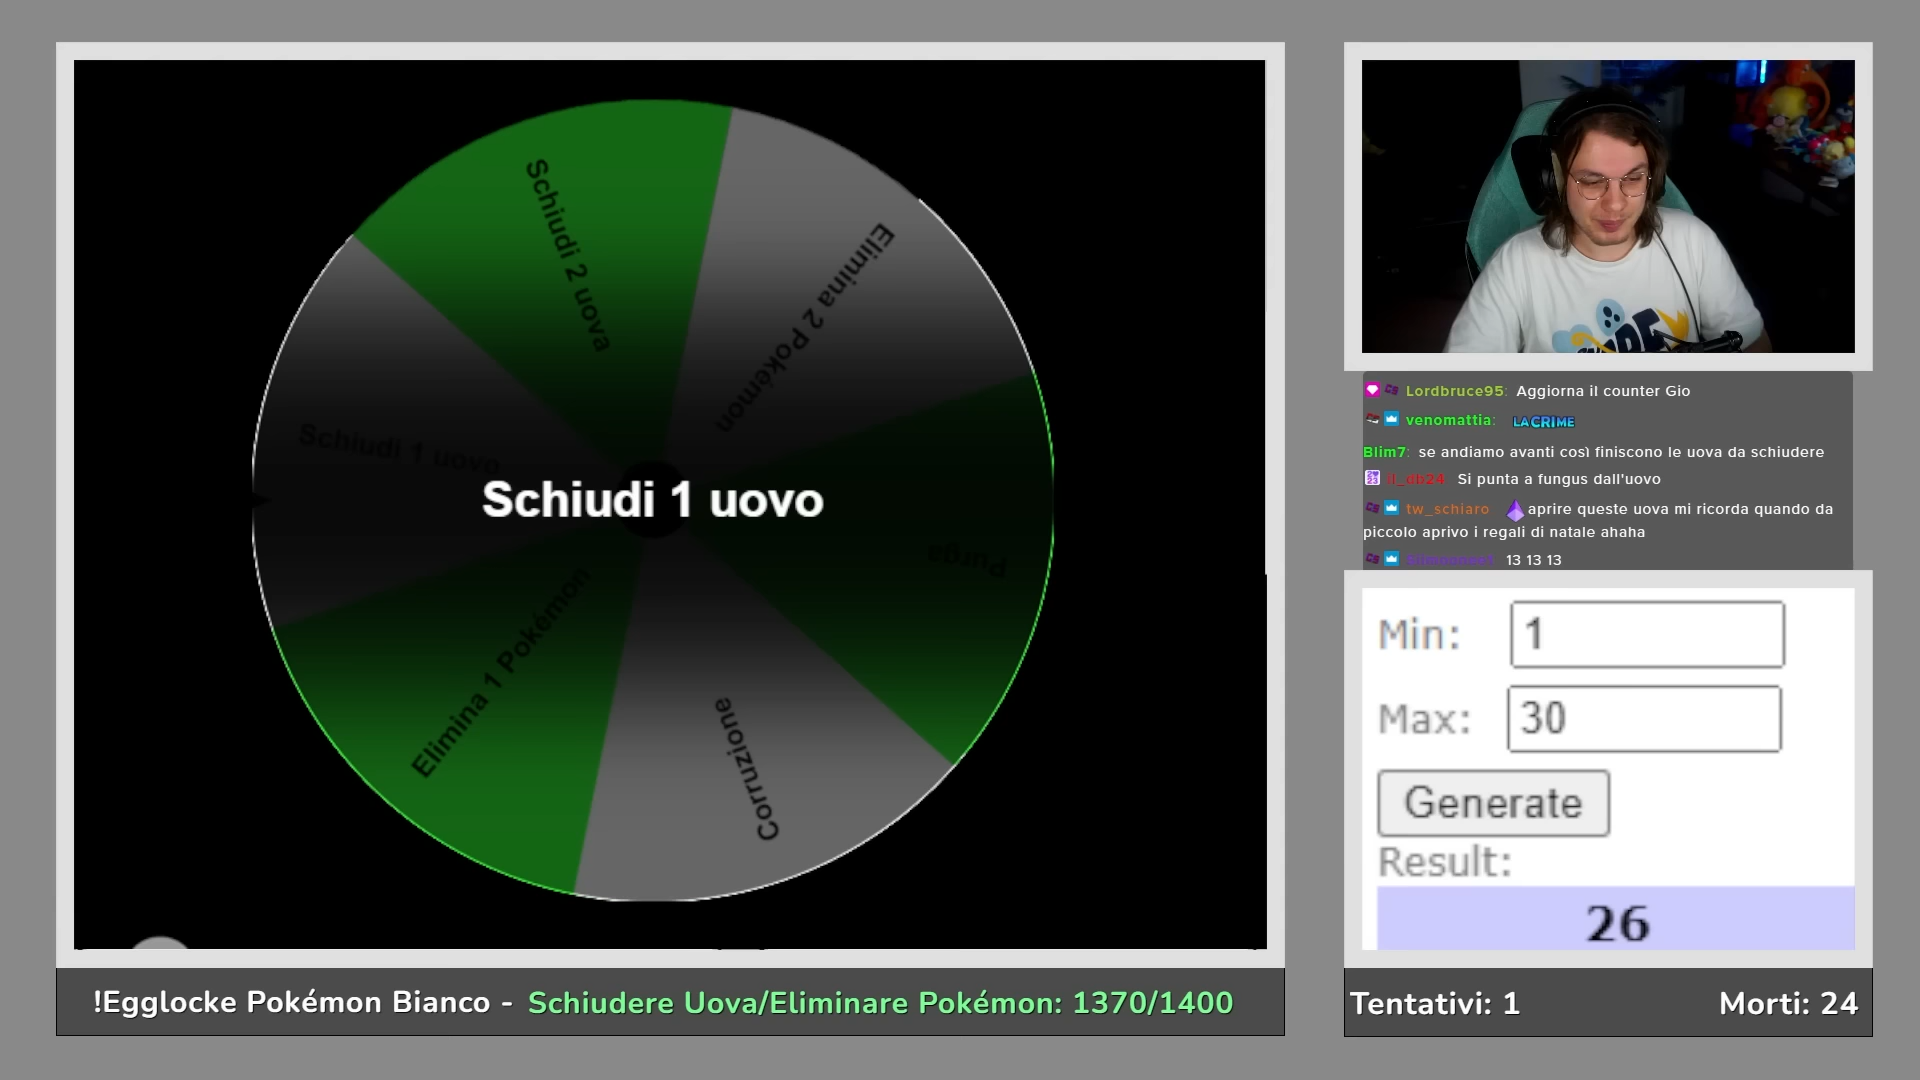 Schiudi 2 uova
Elimina 2 Pokémon
Schiudi 1 uovo
Schiudi 1 uovo
Purga
Elimina 1 Pokémon
Corruzione
!Egglocke Pokémon Bianco - Schiudere Uova/Eliminare Pokémon: 1370/1400
Lordbruce95: Aggiorna il counter Gio
venomattia: LACRIME
Blim7: se andiamo avanti così finiscono le uova da schiudere
il_db24 Si punta a fungus dall'uovo
tw_schiaro aprire queste uova mi ricorda quando da
piccolo aprivo i regali di natale ahaha
13 13 13
Min: 1
Max: 30
Generate
Result:
26
Tentativi: 1 Morti: 24